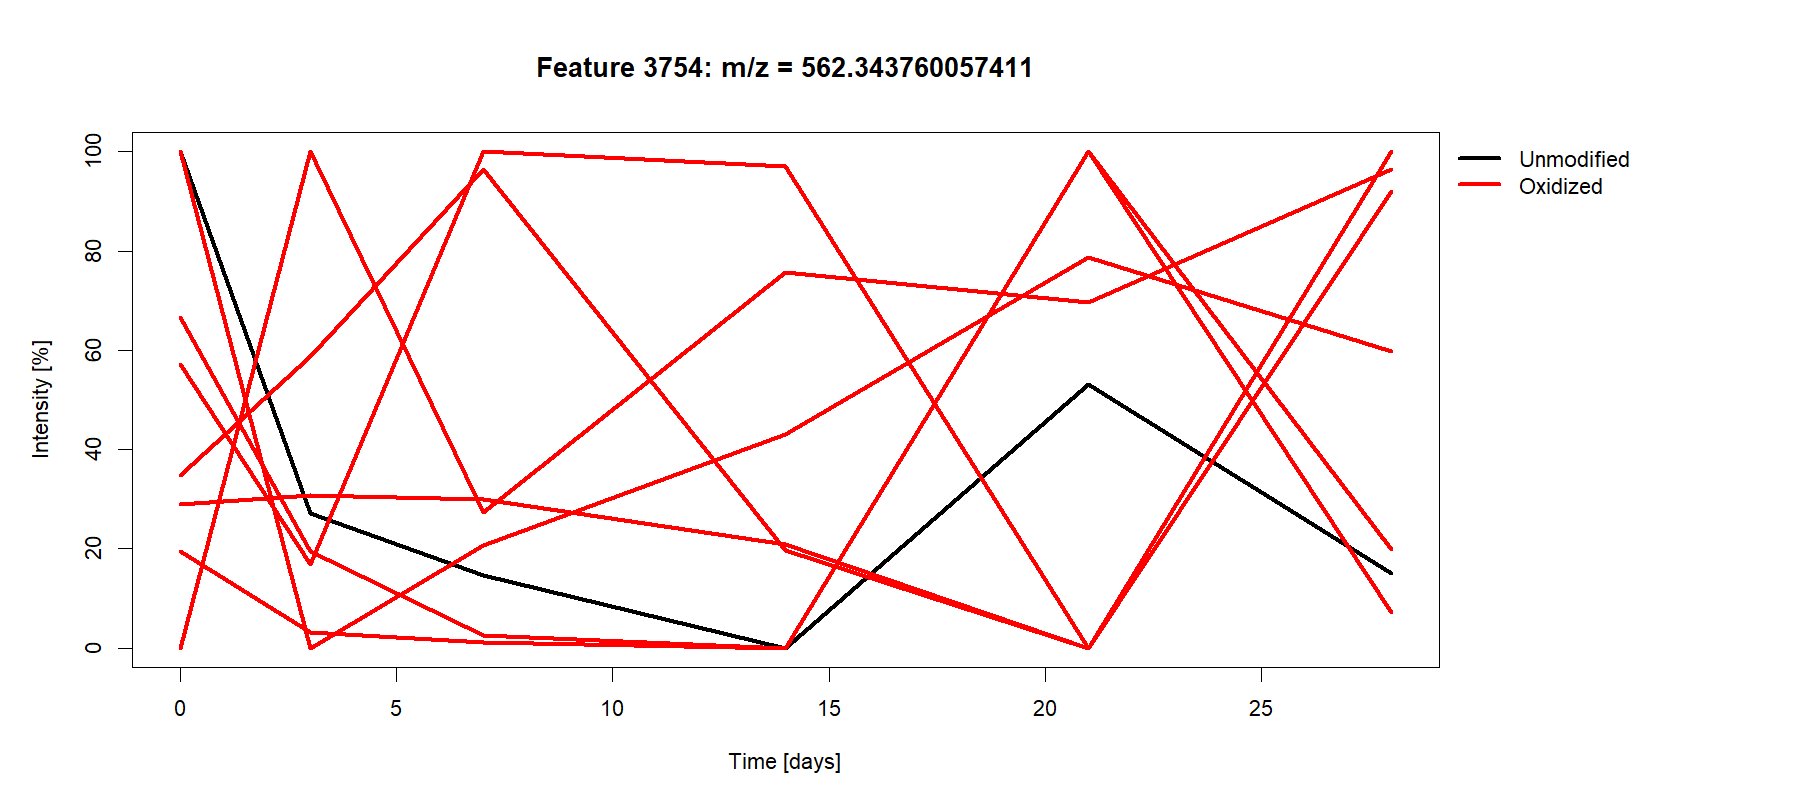 Feature 3754: m/z = 562.343760057411
Unmodified
Oxidized
Intensity [%]
100
80
60
40
20
0
0 5 10 15 20 25
Time [days]